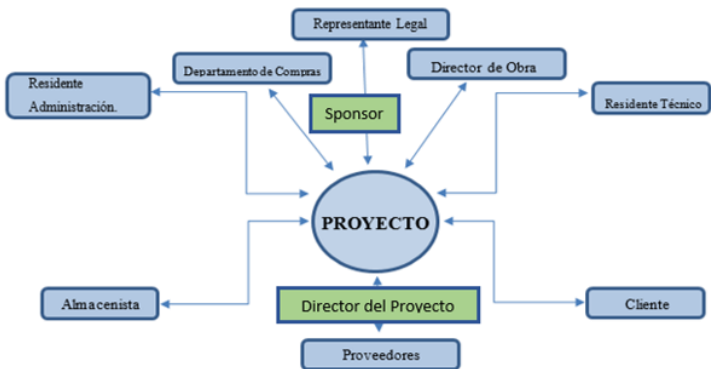 Representante Legal
Departamento de Compras
Director de Obra
Residente
Administración.
Sponsor
Residente Técnico
PROYECTO
Almacenista
Director del Proyecto
Cliente
Proveedores